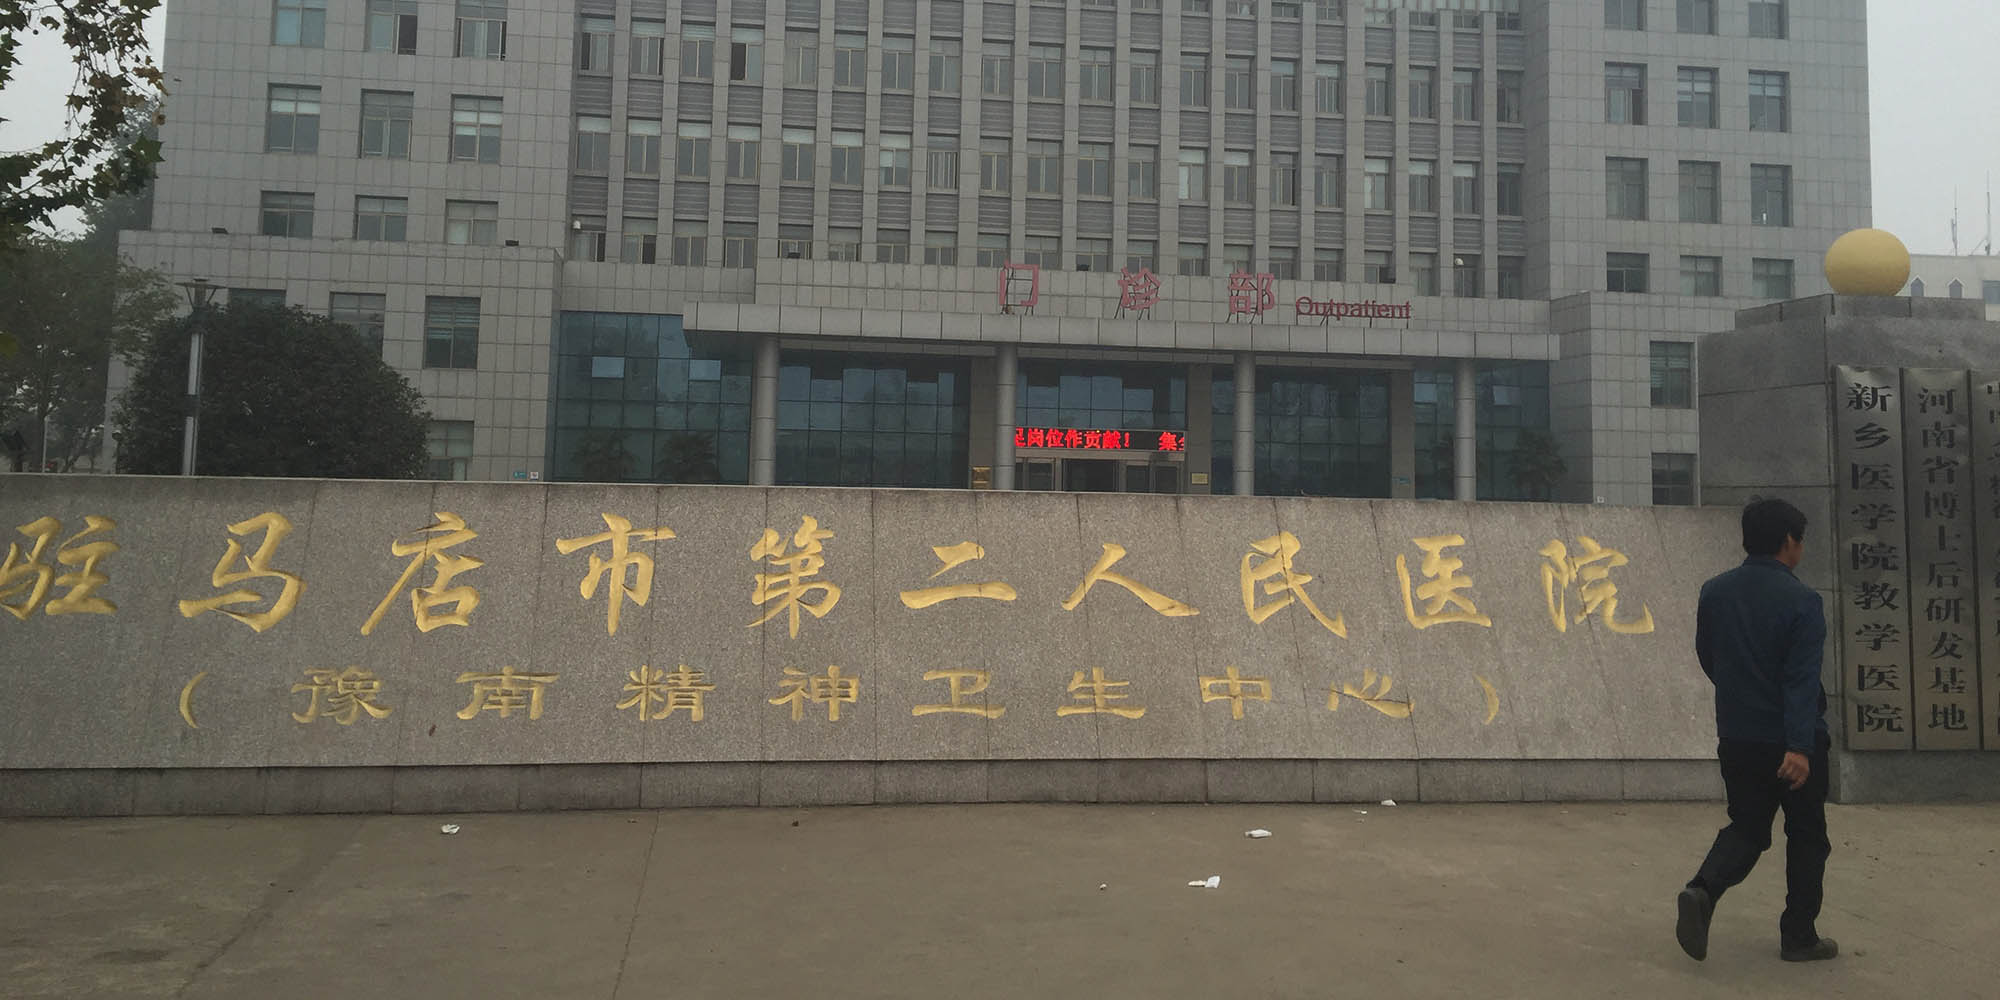 门诊部 Outpatient
岗位作贡献！ 集
驻马店市第二人民医院
（豫南精神卫生中心）
新乡医学院教学医院
河南省博士后研发基地